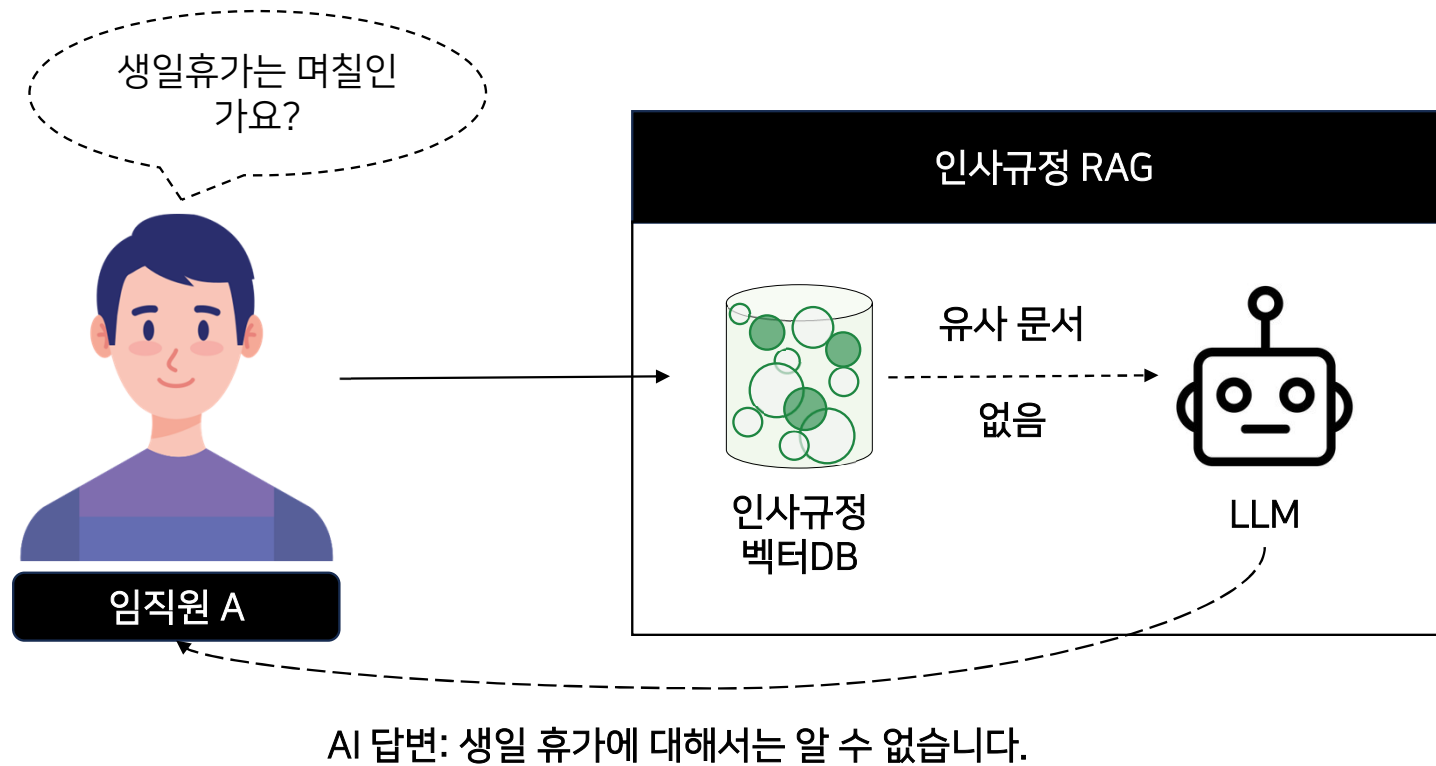 생일휴가는 며칠인
가요?
인사규정 RAG
유사 문서
없음
인사규정
벡터DB
LLM
임직원 A
AI 답변: 생일 휴가에 대해서는 알 수 없습니다.